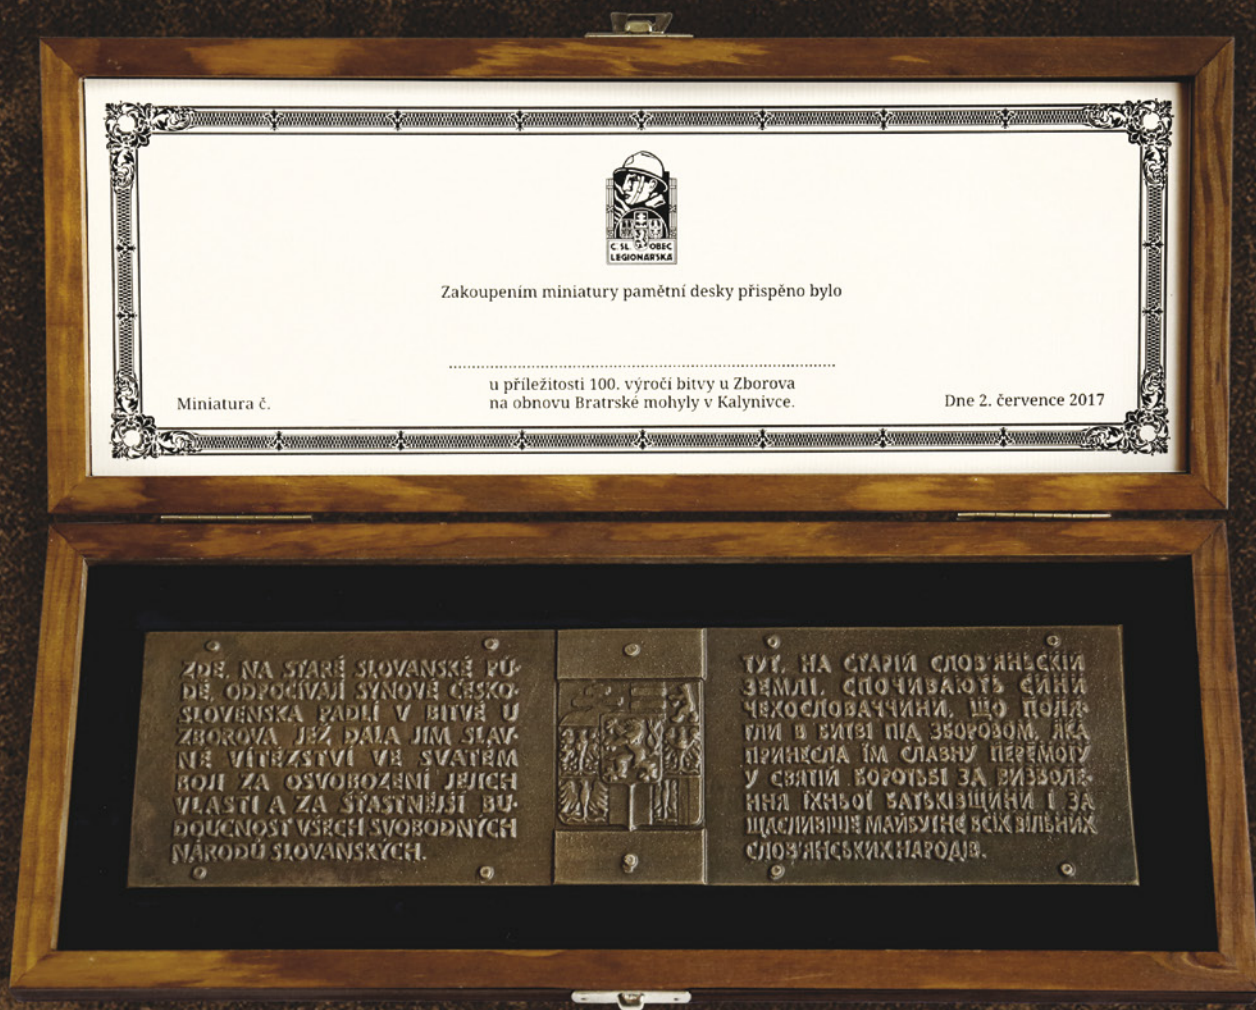 Č. SL. OBEC
LEGIONÁŘSKÁ
Zakoupením miniatury pamětní desky přispěno bylo
u příležitosti 100. výročí bitvy u Zborova
na obnovu Bratrské mohyly v Kalynivce.
Miniatura č.
Dne 2. července 2017
ZDE, NA STARÉ SLOVANSKÉ PŮ-
DĚ, ODPOČÍVAJÍ SYNOVÉ ČESKO-
SLOVENSKA PADLÍ V BITVĚ U
ZBOROVA JEŽ DALA JIM SLAV-
NÉ VÍTĚZSTVÍ VE SVATÉM
BOJI ZA OSVOBOZENÍ JEJICH
VLASTI A ZA ŠŤASTNĚJŠÍ BU-
DOUCNOST VŠECH SVOBODNÝCH
NÁRODŮ SLOVANSKÝCH.
ТУТ, НА СТАРІЙ СЛОВ'ЯНЬСКІЙ
ЗЕМЛІ, СПОЧИВАЮТЬ СИНИ
ЧЕХОСЛОВАЧЧИНИ, ЩО ПОЛЯ-
ГЛИ В БИТВІ ПІД ЗБОРОВОМ, ЯКА
ПРИНЕСЛА ЇМ СЛАВНУ ПЕРЕМОГУ
У СВЯТІЙ БОРОТЬБІ ЗА ВИЗВОЛЕ-
ННЯ ЇХНЬОЇ БАТЬКІВЩИНИ І ЗА
ЩАСЛИВІШЕ МАЙБУТНЄ ВСІХ ВІЛЬНИХ
СЛОВ'ЯНСЬКИХ НАРОДІВ.